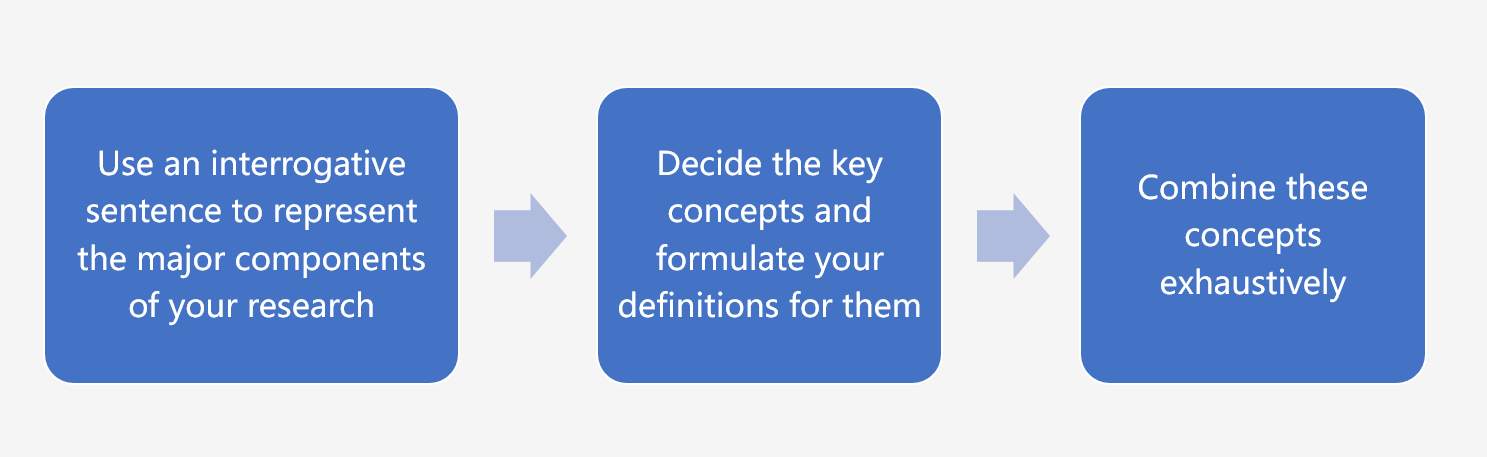 Use an interrogative
sentence to represent
the major components
of your research
Decide the key
concepts and
formulate your
definitions for them
Combine these
concepts
exhaustively